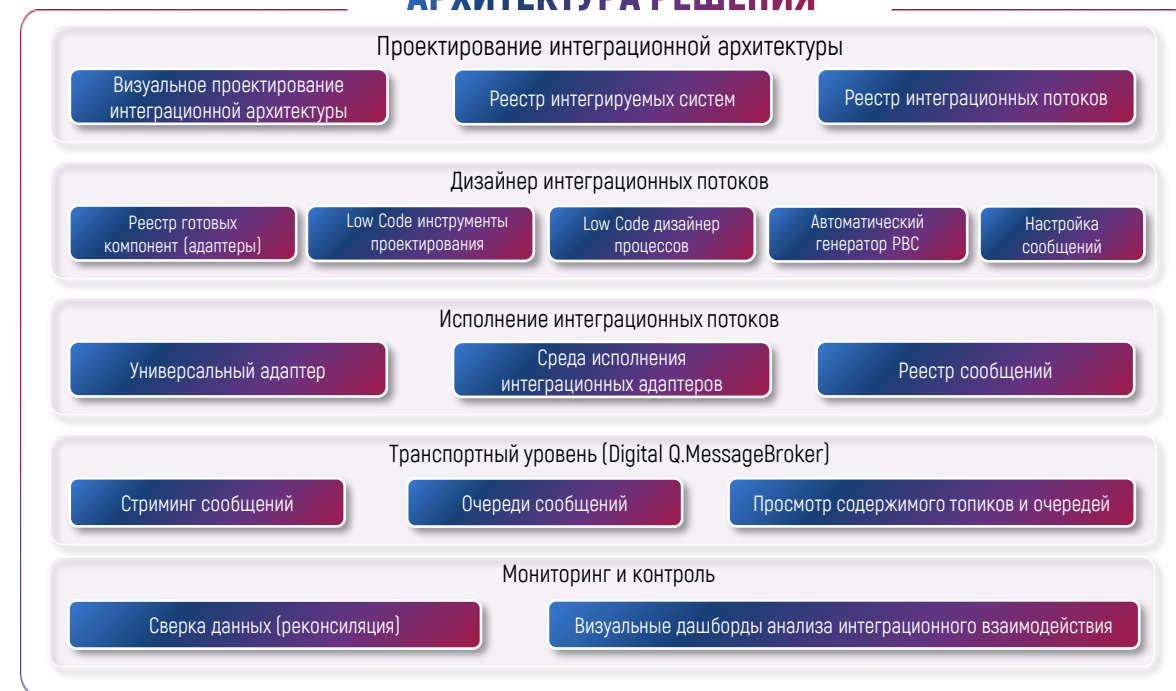 АРХИТЕКТУРА РЕШЕНИЯ
Проектирование интеграционной архитектуры
Визуальное проектирование
интеграционной архитектуры
Реестр интегрируемых систем
Реестр интеграционных потоков
Дизайнер интеграционных потоков
Реестр готовых
компонент (адаптеры)
Low Code инструменты
проектирования
Low Code дизайнер
процессов
Автоматический
генератор РВС
Настройка
сообщений
Исполнение интеграционных потоков
Универсальный адаптер
Среда исполнения
интеграционных адаптеров
Реестр сообщений
Транспортный уровень (Digital Q.MessageBroker)
Стриминг сообщений
Очереди сообщений
Просмотр содержимого топиков и очередей
Мониторинг и контроль
Сверка данных (реконсиляция)
Визуальные дашборды анализа интеграционного взаимодействия